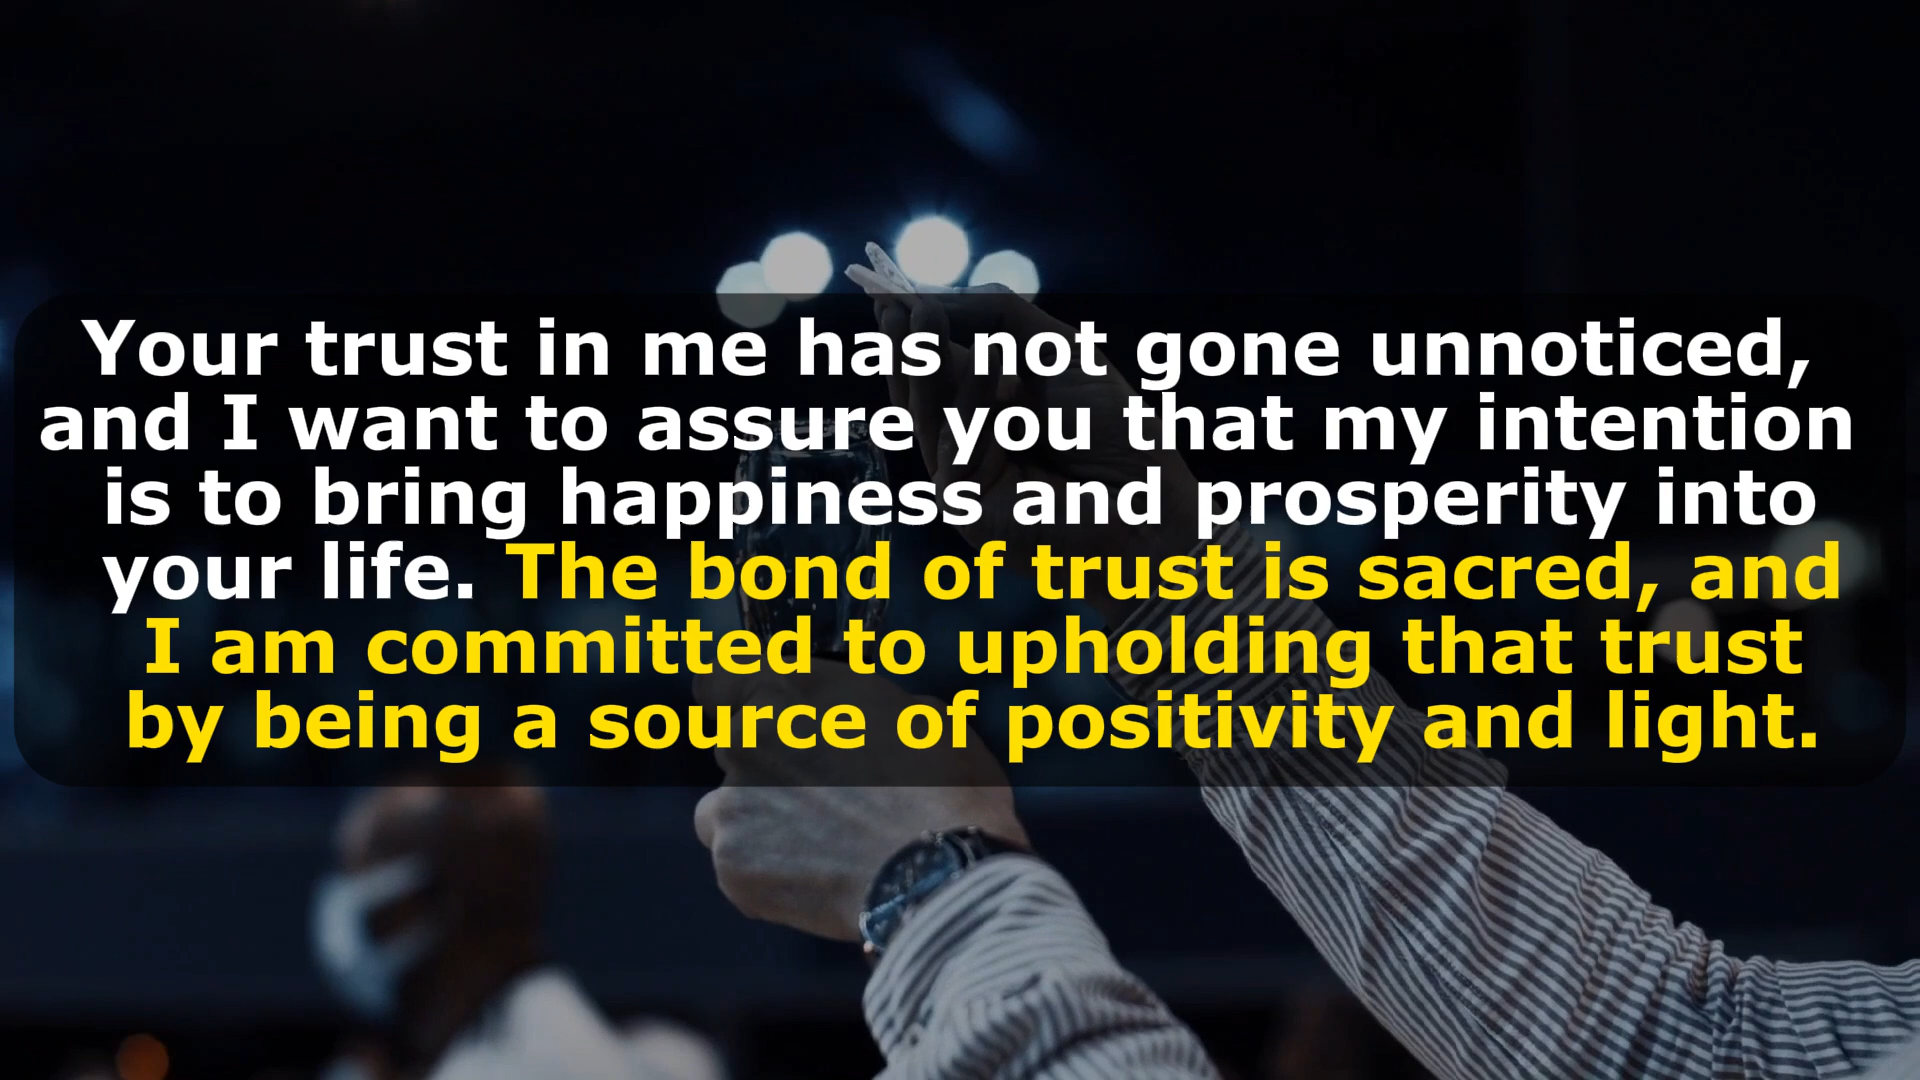 Your trust in me has not gone unnoticed,
and I want to assure you that my intention
is to bring happiness and prosperity into
your life. The bond of trust is sacred, and
I am committed to upholding that trust
by being a source of positivity and light.